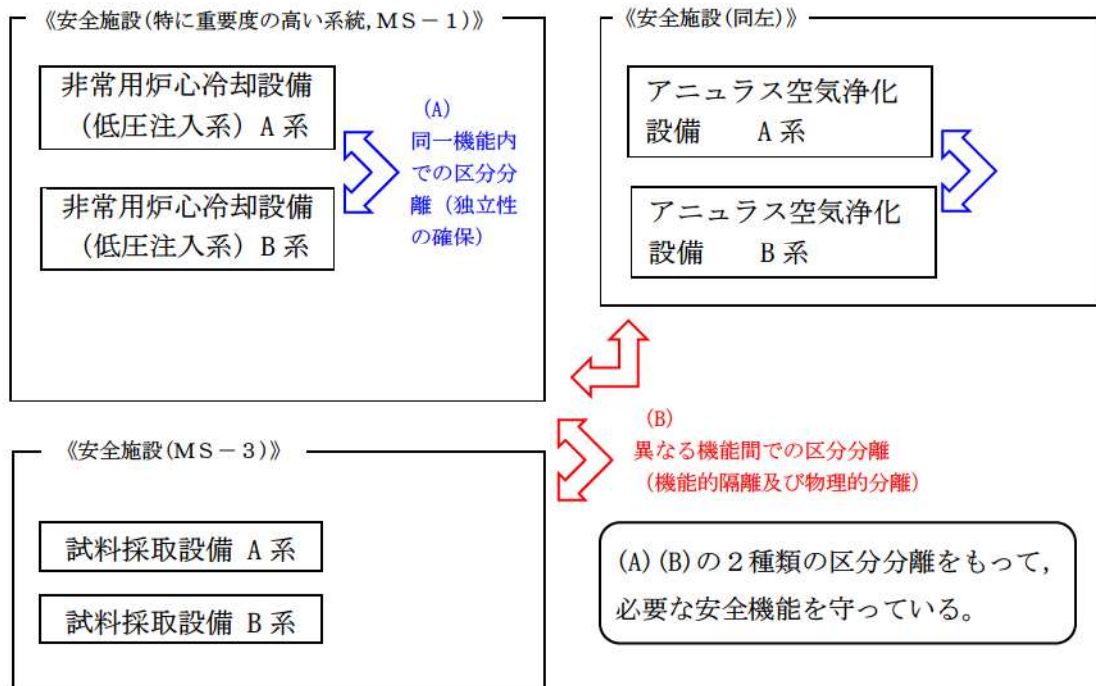 《安全施設(特に重要度の高い系統,MS-1)》
非常用炉心冷却設備
(低圧注入系) A 系
非常用炉心冷却設備
(低圧注入系) B 系
(A)
同一機能内
での区分分
離(独立性
の確保)
《安全施設(同左)》
アニュラス空気浄化
設備 A 系
アニュラス空気浄化
設備 B 系
(B)
異なる機能間での区分分離
(機能的隔離及び物理的分離)
《安全施設(MS-3)》
試料採取設備 A 系
試料採取設備 B 系
(A)(B)の2種類の区分分離をもって,
必要な安全機能を守っている。